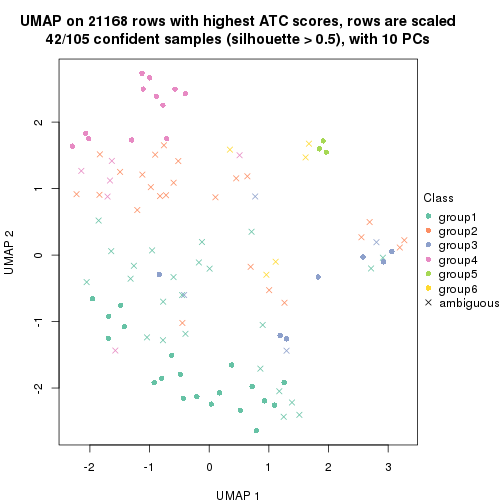 UMAP on 21168 rows with highest ATC scores, rows are scaled
42/105 confident samples (silhouette > 0.5), with 10 PCs
UMAP 2
2
1
0
-1
-2
-2
-1
0
1
2
3
UMAP 1
Class
group1
group2
group3
group4
group5
group6
ambiguous